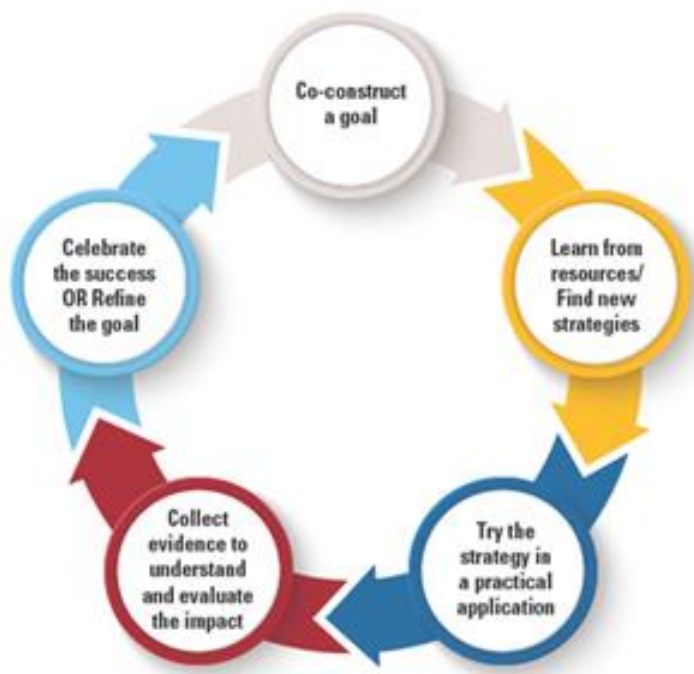 Co-construct
a goal
Learn from
resources/
Find new
strategies
Try the
strategy in
a practical
application
Collect
evidence to
understand
and evaluate
the impact
Celebrate
the success
OR Refine
the goal